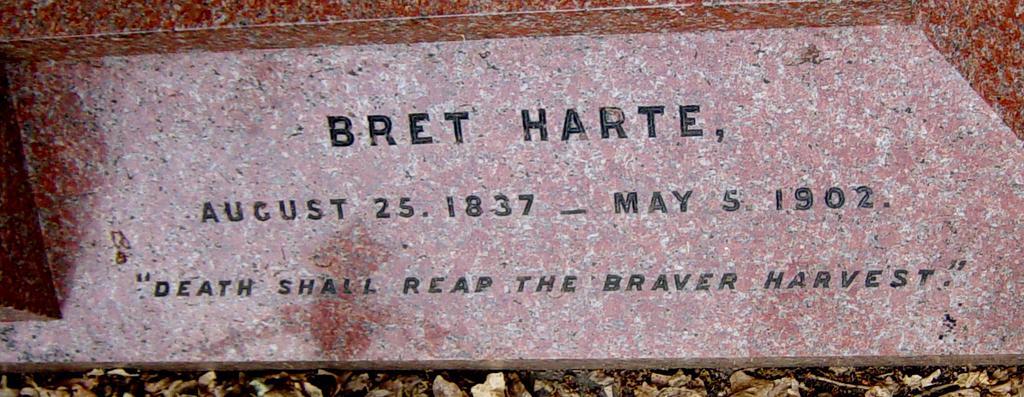 BRET HARTE,
AUGUST 25. 1837 — MAY 5. 1902.
"DEATH SHALL REAP THE BRAVER HARVEST."